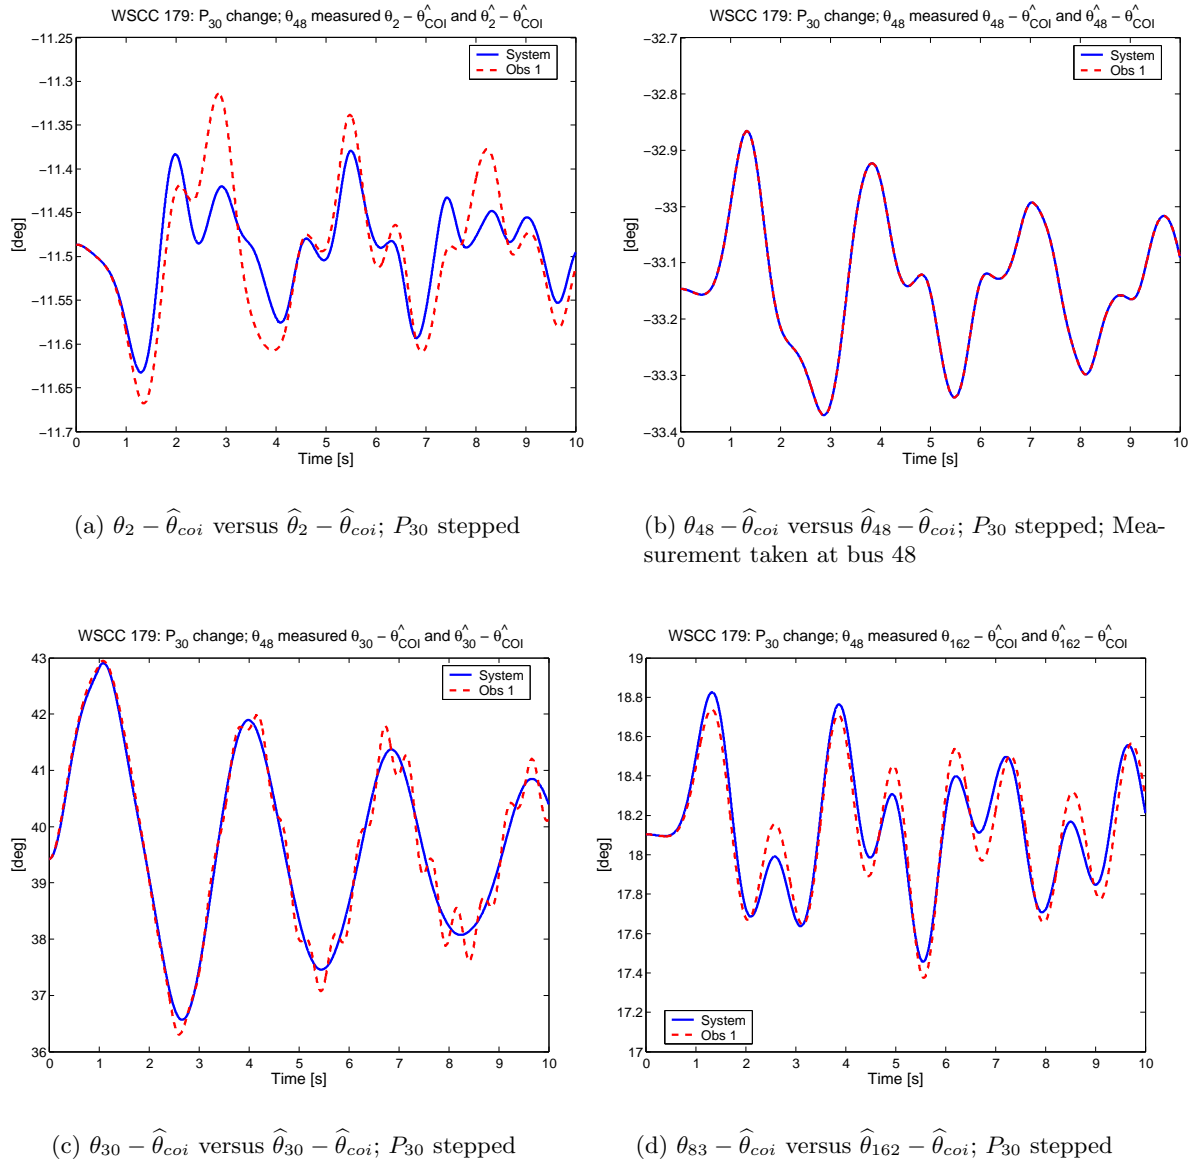 WSCC 179: P30 change; θ48 measured θ2 − θ^COI and θ^2 − θ^COI
−11.25
−11.3
−11.35
−11.4
−11.45
−11.5
−11.55
−11.6
−11.65
−11.7
[deg]
System
Obs 1
0 1 2 3 4 5 6 7 8 9 10
Time [s]
(a) θ2 − θ̂coi versus θ̂2 − θ̂coi; P30 stepped
WSCC 179: P30 change; θ48 measured θ48 − θ^COI and θ^48 − θ^COI
−32.7
−32.8
−32.9
−33
−33.1
−33.2
−33.3
−33.4
[deg]
System
Obs 1
0 1 2 3 4 5 6 7 8 9 10
Time [s]
(b) θ48 − θ̂coi versus θ̂48 − θ̂coi; P30 stepped; Mea-
surement taken at bus 48
WSCC 179: P30 change; θ48 measured θ30 − θ^COI and θ^30 − θ^COI
43
42
41
40
39
38
37
36
[deg]
System
Obs 1
0 1 2 3 4 5 6 7 8 9 10
Time [s]
(c) θ30 − θ̂coi versus θ̂30 − θ̂coi; P30 stepped
WSCC 179: P30 change; θ48 measured θ162 − θ^COI and θ^162 − θ^COI
19
18.8
18.6
18.4
18.2
18
17.8
17.6
17.4
17.2
17
[deg]
System
Obs 1
0 1 2 3 4 5 6 7 8 9 10
Time [s]
(d) θ83 − θ̂coi versus θ̂162 − θ̂coi; P30 stepped